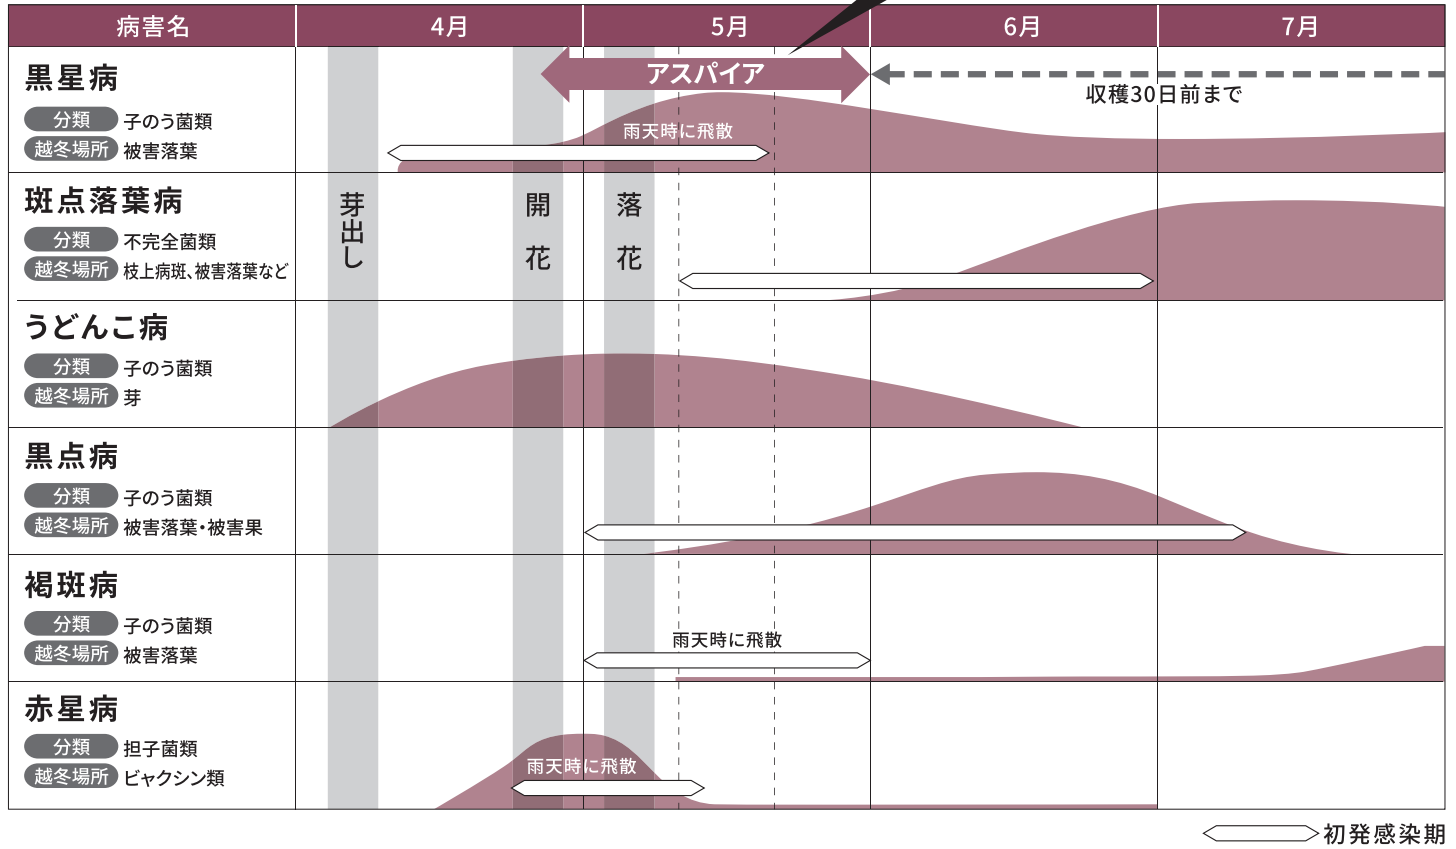 病害名 4月 5月 6月 7月
黒星病
アスパイア
収穫30日前まで
分類 子のう菌類
雨天時に飛散
越冬場所 被害落葉
斑点落葉病
芽出し
開花
落花
分類 不完全菌類
越冬場所 枝上病斑、被害落葉など
うどんこ病
分類 子のう菌類
越冬場所 芽
黒点病
分類 子のう菌類
越冬場所 被害落葉・被害果
褐斑病
分類 子のう菌類
雨天時に飛散
越冬場所 被害落葉
赤星病
分類 担子菌類
雨天時に飛散
越冬場所 ビャクシン類
初発感染期